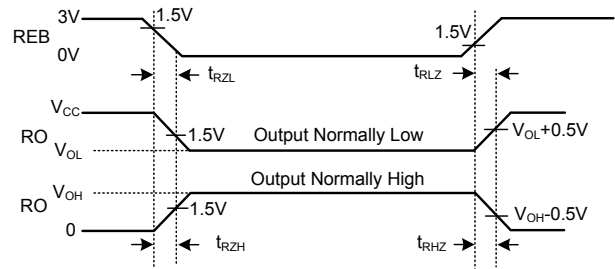 3V
1.5V
1.5V
REB
0V
tRZL
tRLZ
VCC
RO
1.5V
Output Normally Low
VOL+0.5V
VOL
VOH
Output Normally High
RO
1.5V
VOH-0.5V
0
tRZH
tRHZ